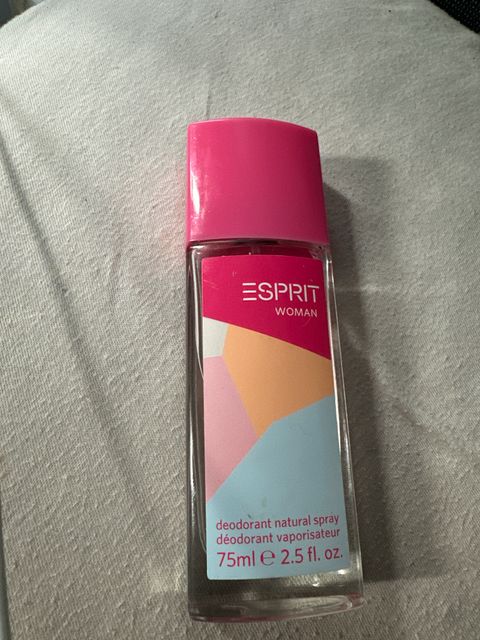 ESPRIT
WOMAN
deodorant natural spray
déodorant vaporisateur
75ml ℮ 2.5 fl. oz.